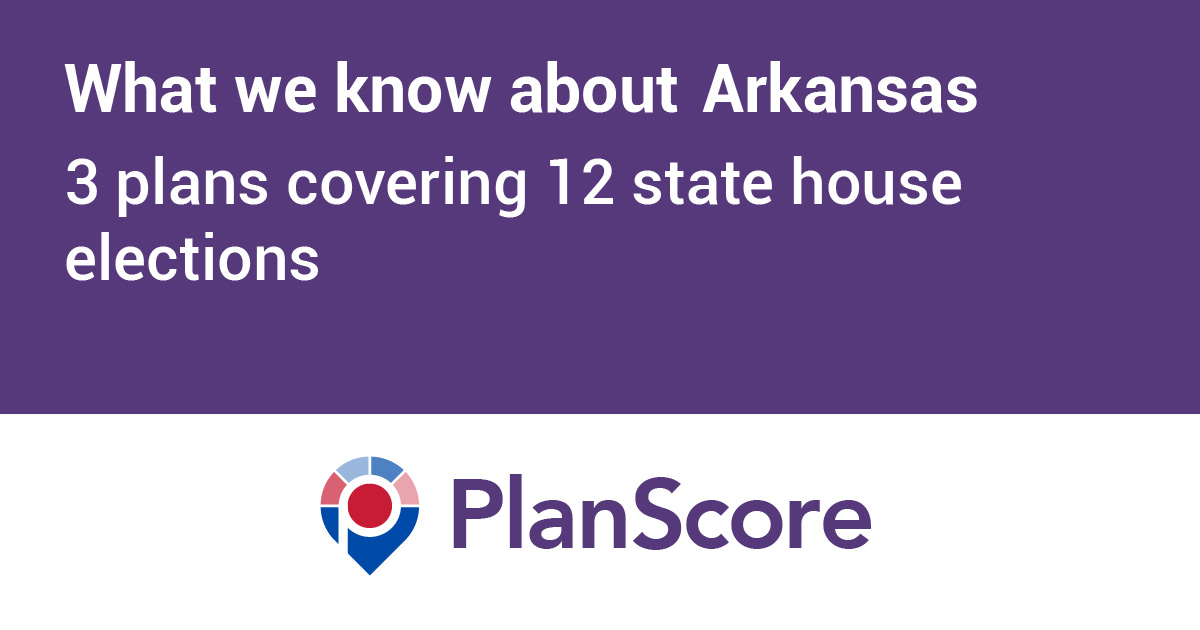 What we know about Arkansas
3 plans covering 12 state house
elections
PlanScore